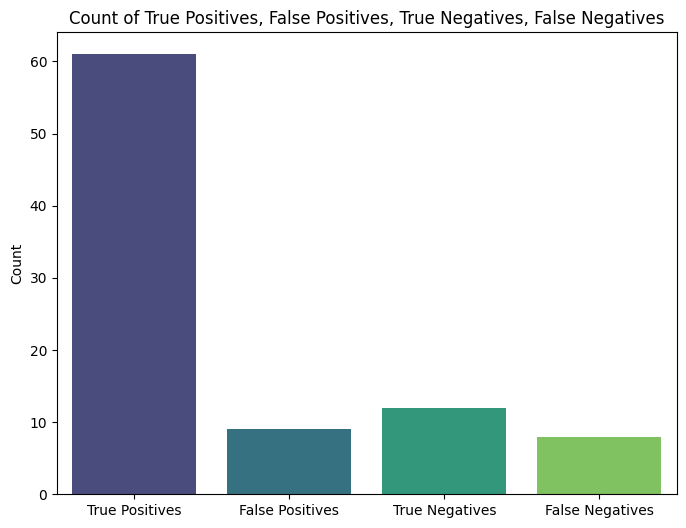 Count of True Positives, False Positives, True Negatives, False Negatives
60
50
40
30
20
10
0
Count
True Positives
False Positives
True Negatives
False Negatives